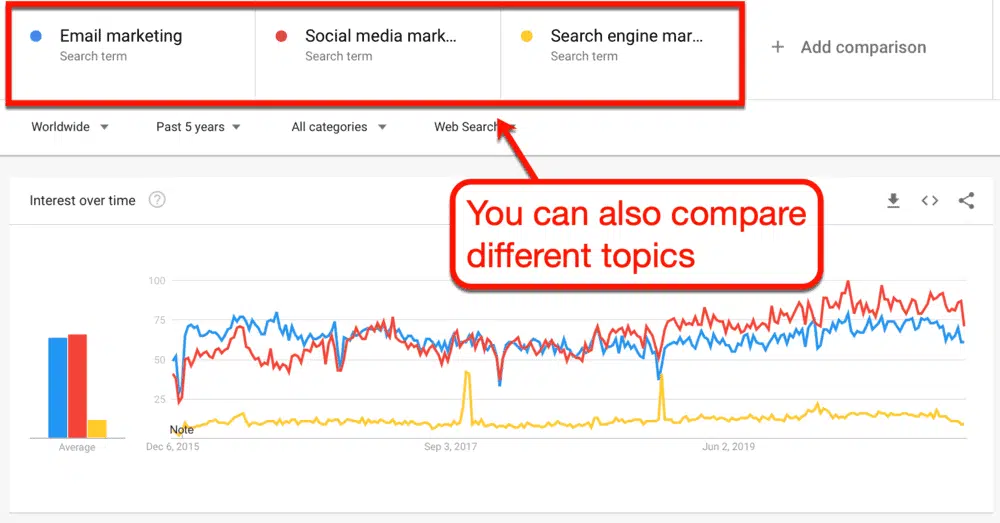 Email marketing
Search term
Social media mark...
Search term
Search engine mar...
Search term
+ Add comparison
Worldwide
Past 5 years
All categories
Web Search
You can also compare
different topics
Interest over time ?
100
75
50
25
Note
Average
Dec 6, 2015
Sep 3, 2017
Jun 2, 2019